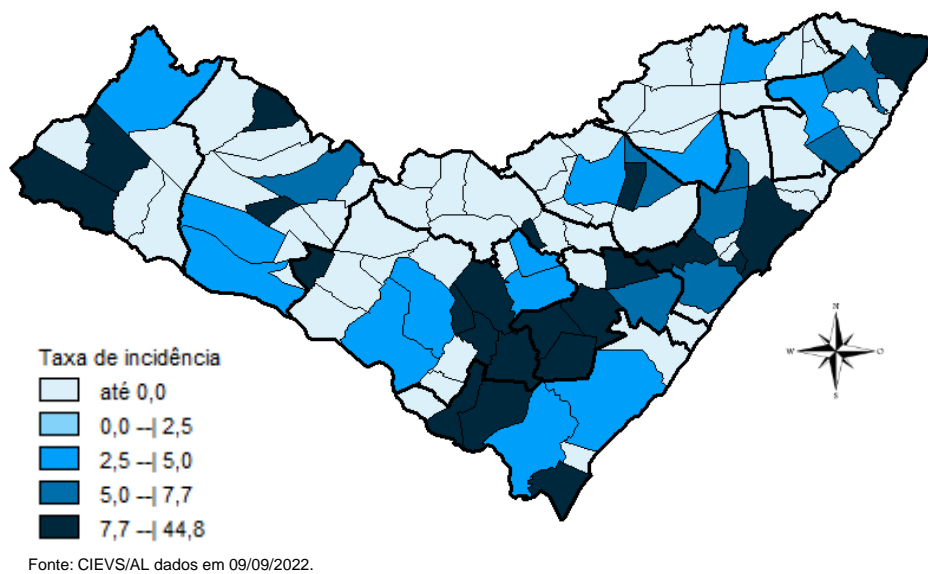 N
W
O
S
Taxa de incidência
até 0,0
0,0 --| 2,5
2,5 --| 5,0
5,0 --| 7,7
7,7 --| 44,8
Fonte: CIEVS/AL dados em 09/09/2022.